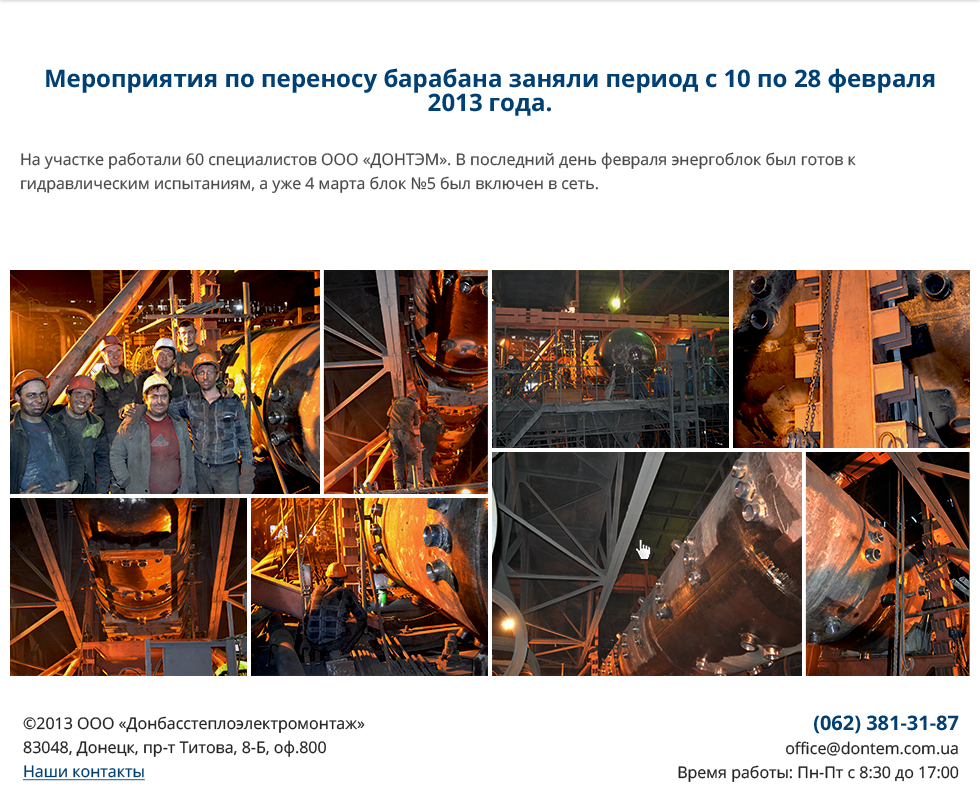 Мероприятия по переносу барабана заняли период с 10 по 28 февраля
2013 года.
На участке работали 60 специалистов ООО «ДОНТЭМ». В последний день февраля энергоблок был готов к
гидравлическим испытаниям, а уже 4 марта блок №5 был включен в сеть.
©2013 ООО «Донбасстеплоэлектромонтаж»
83048, Донецк, пр-т Титова, 8-Б, оф.800
Наши контакты
(062) 381-31-87
office@dontem.com.ua
Время работы: Пн-Пт с 8:30 до 17:00